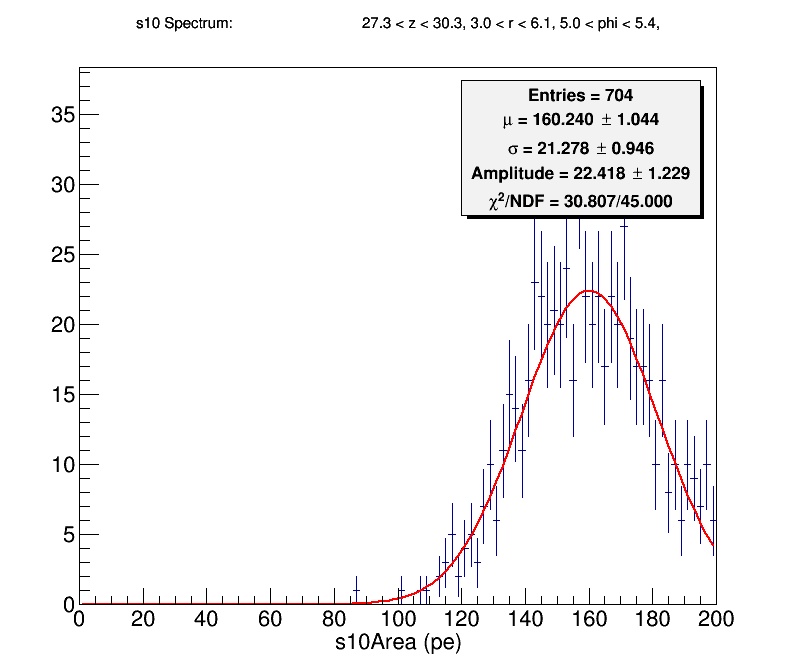 s10 Spectrum: 27.3 < z < 30.3, 3.0 < r < 6.1, 5.0 < phi < 5.4,
Entries = 704
μ = 160.240 ± 1.044
σ = 21.278 ± 0.946
Amplitude = 22.418 ± 1.229
χ²/NDF = 30.807/45.000
35
30
25
20
15
10
5
0
0 20 40 60 80 100 120 140 160 180 200
s10Area (pe)